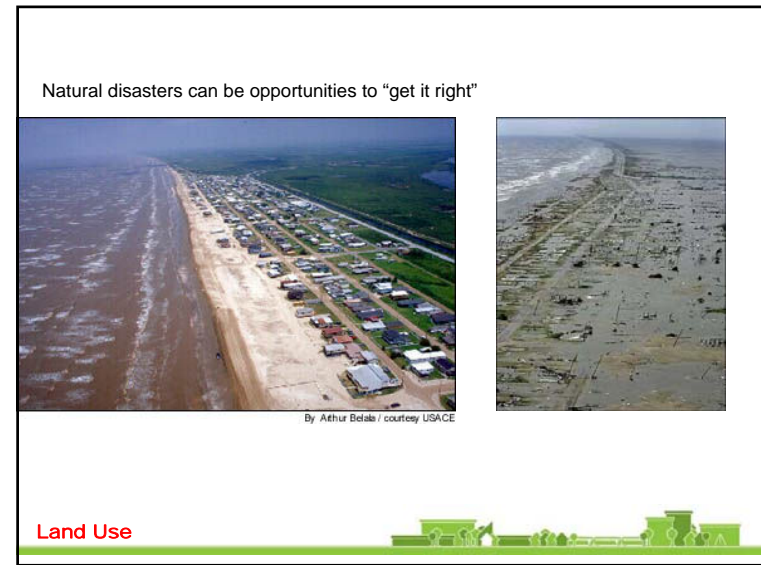 Natural disasters can be opportunities to “get it right”
By Arthur Belala / courtesy USACE
Land Use